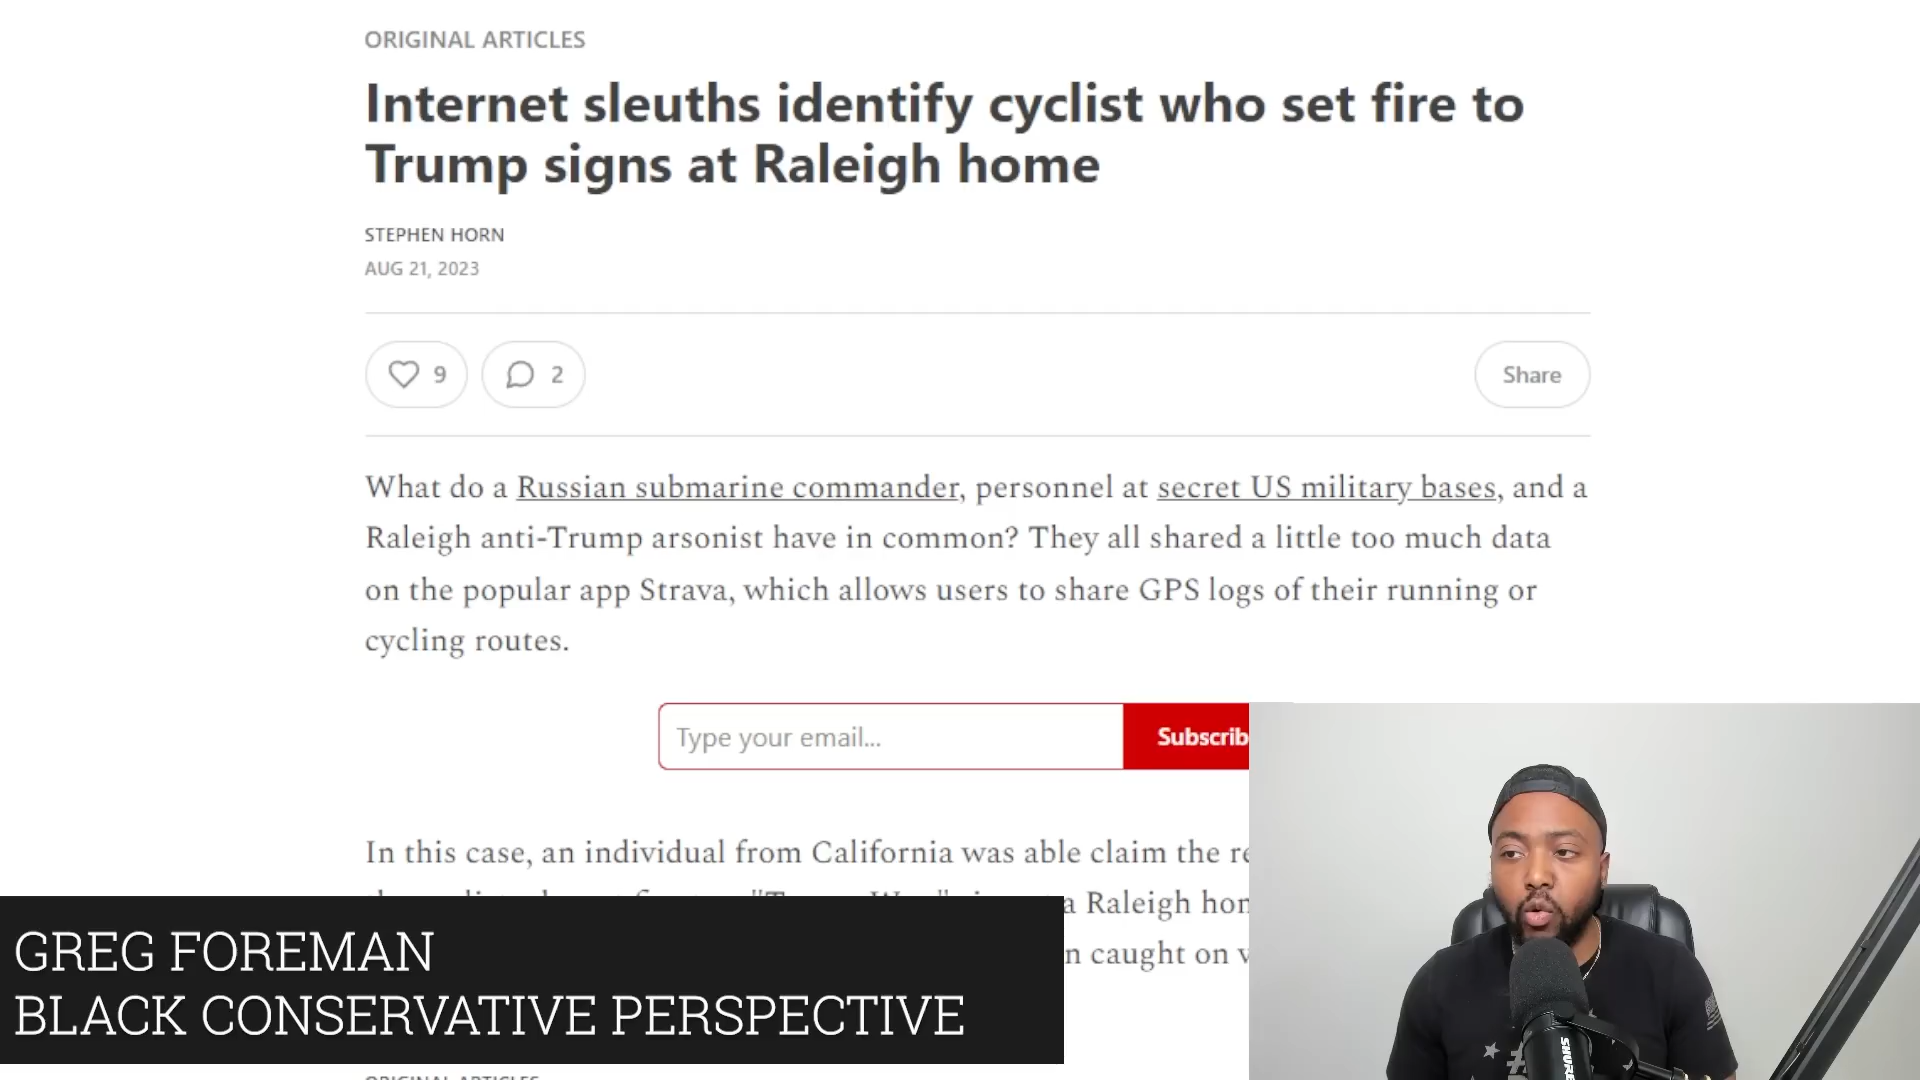 ORIGINAL ARTICLES
Internet sleuths identify cyclist who set fire to
Trump signs at Raleigh home
STEPHEN HORN
AUG 21, 2023
9
2
Share
What do a Russian submarine commander, personnel at secret US military bases, and a
Raleigh anti-Trump arsonist have in common? They all shared a little too much data
on the popular app Strava, which allows users to share GPS logs of their running or
cycling routes.
Type your email...
Subscrib
In this case, an individual from California was able claim the re
a Raleigh hon
n caught on v
GREG FOREMAN
BLACK CONSERVATIVE PERSPECTIVE
SHURE